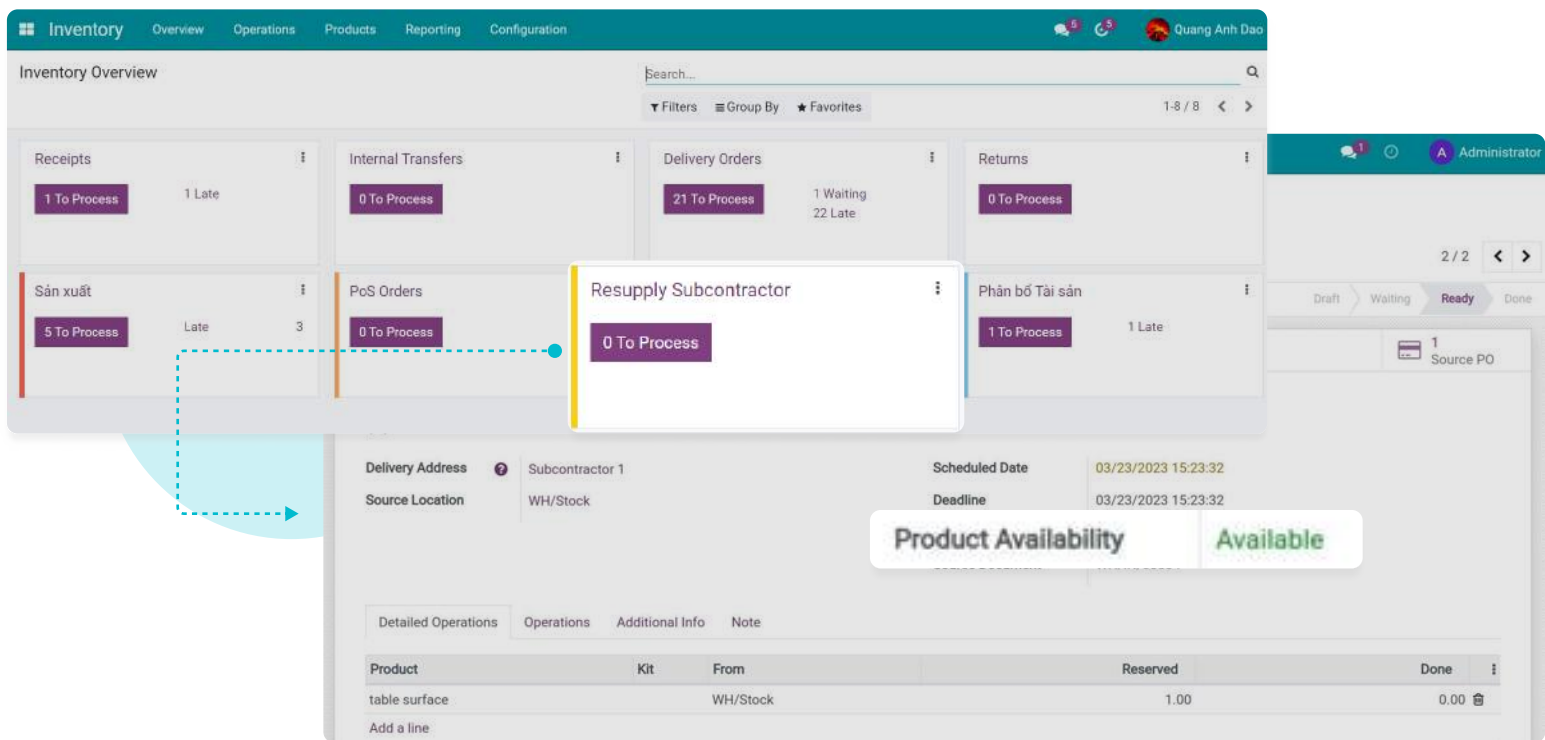 Inventory Overview Operations Products Reporting Configuration 5 5 Quang Anh Dao
Inventory Overview Search...
Filters Group By Favorites 1-8 / 8
Receipts Internal Transfers Delivery Orders Returns
1 To Process 1 Late 0 To Process 21 To Process 1 Waiting 0 To Process
22 Late
1 A Administrator
2 / 2
Sản xuất PoS Orders Resupply Subcontractor Phân bổ Tài sản
Draft Waiting Ready Done
5 To Process Late 3 0 To Process 0 To Process 1 To Process 1 Late
1
Source PO
Delivery Address ? Subcontractor 1 Scheduled Date 03/23/2023 15:23:32
Source Location WH/Stock Deadline 03/23/2023 15:23:32
Product Availability Available
Detailed Operations Operations Additional Info Note
Product Kit From Reserved Done
table surface WH/Stock 1.00 0.00
Add a line